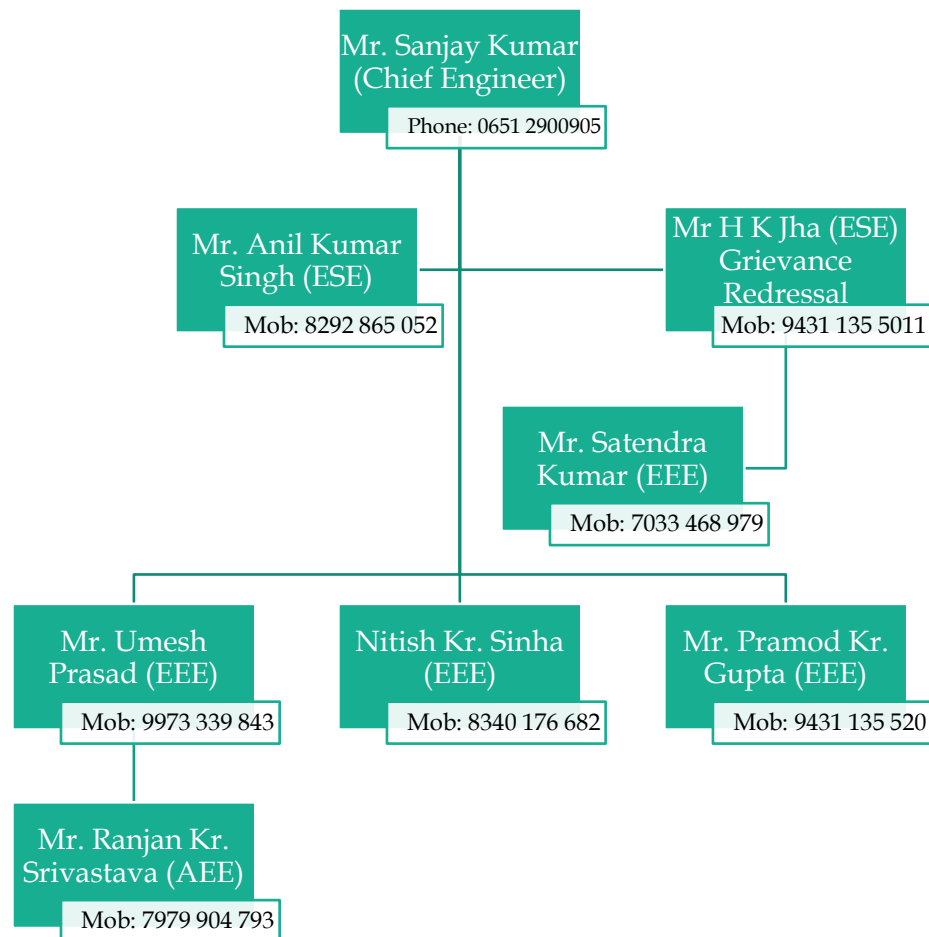 Mr. Sanjay Kumar
(Chief Engineer)
Phone: 0651 2900905
Mr. Anil Kumar
Singh (ESE)
Mob: 8292 865 052
Mr H K Jha (ESE)
Grievance
Redressal
Mob: 9431 135 5011
Mr. Satendra
Kumar (EEE)
Mob: 7033 468 979
Mr. Umesh
Prasad (EEE)
Mob: 9973 339 843
Nitish Kr. Sinha
(EEE)
Mob: 8340 176 682
Mr. Pramod Kr.
Gupta (EEE)
Mob: 9431 135 520
Mr. Ranjan Kr.
Srivastava (AEE)
Mob: 7979 904 793